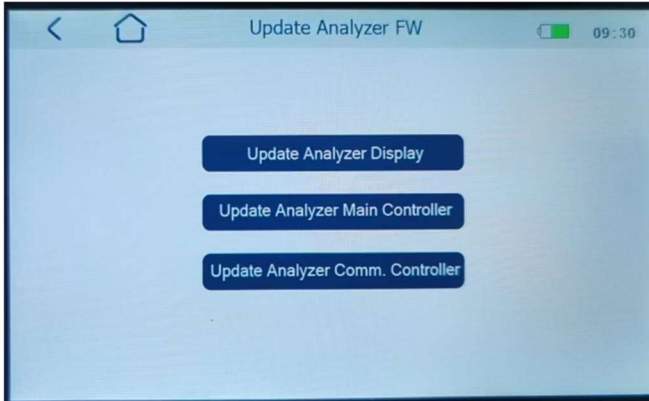 Update Analyzer FW
09:30
Update Analyzer Display
Update Analyzer Main Controller
Update Analyzer Comm. Controller